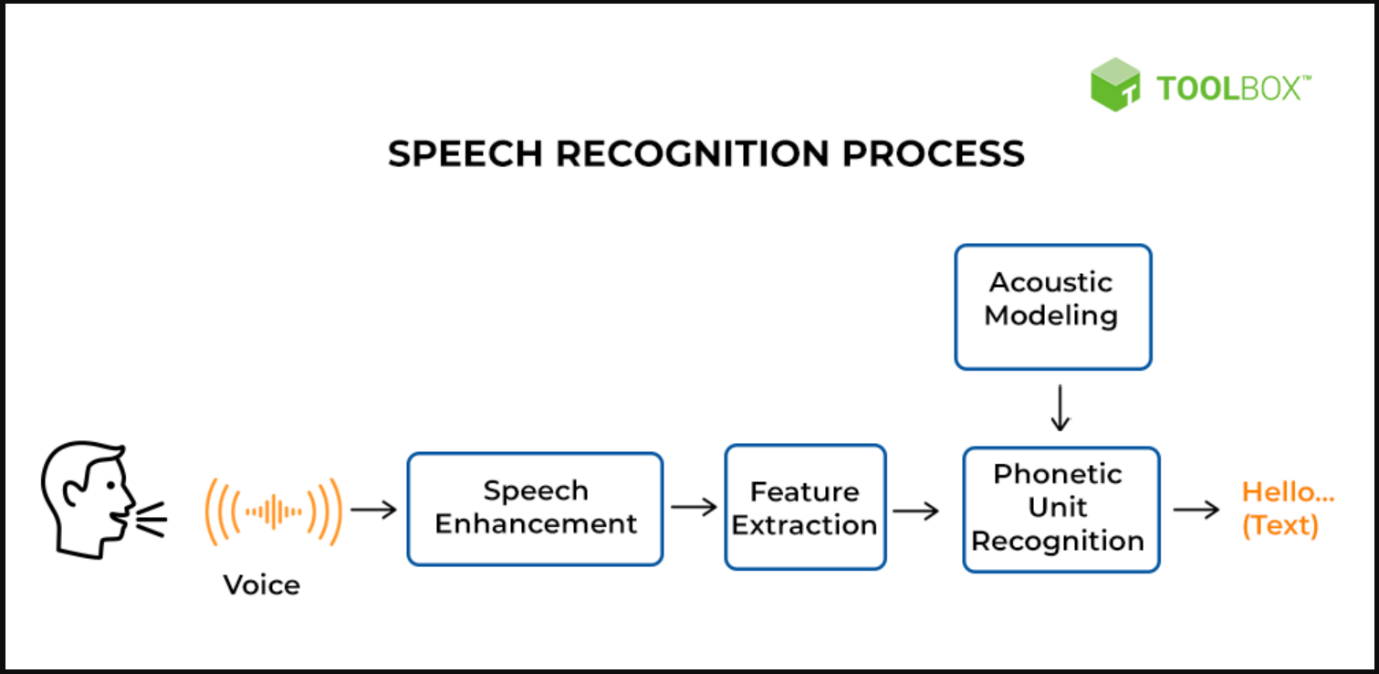 TOOLBOX™
SPEECH RECOGNITION PROCESS
Acoustic
Modeling
Voice
Speech
Enhancement
Feature
Extraction
Phonetic
Unit
Recognition
Hello...
(Text)